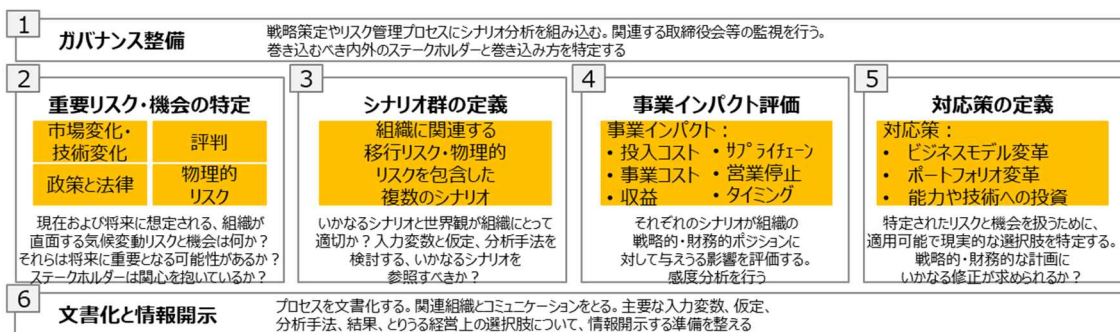 1
ガバナンス整備
戦略策定やリスク管理プロセスにシナリオ分析を組み込む。関連する取締役会等の監視を行う。
巻き込むべき内外のステークホルダーと巻き込み方を特定する
2
重要リスク・機会の特定
市場変化・
技術変化
評判
政策と法律
物理的
リスク
現在および将来に想定される、組織が
直面する気候変動リスクと機会は何か？
それらは将来に重要となる可能性があるか？
ステークホルダーは関心を抱いているか？
3
シナリオ群の定義
組織に関連する
移行リスク・物理的
リスクを包含した
複数のシナリオ
いかなるシナリオと世界観が組織にとって
適切か？入力変数と仮定、分析手法を
検討する、いかなるシナリオを
参照すべきか？
4
事業インパクト評価
事業インパクト：
• 投入コスト • サプライチェーン
• 事業コスト • 営業停止
• 収益 • タイミング
それぞれのシナリオが組織の
戦略的・財務的ポジションに
対して与えうる影響を評価する。
感度分析を行う
5
対応策の定義
対応策：
• ビジネスモデル変革
• ポートフォリオ変革
• 能力や技術への投資
特定されたリスクと機会を扱うために、
適用可能で現実的な選択肢を特定する。
戦略的・財務的な計画に
いかなる修正が求められるか？
6
文書化と情報開示
プロセスを文書化する。関連組織とコミュニケーションをとる。主要な入力変数、仮定、
分析手法、結果、とりうる経営上の選択肢について、情報開示する準備を整える